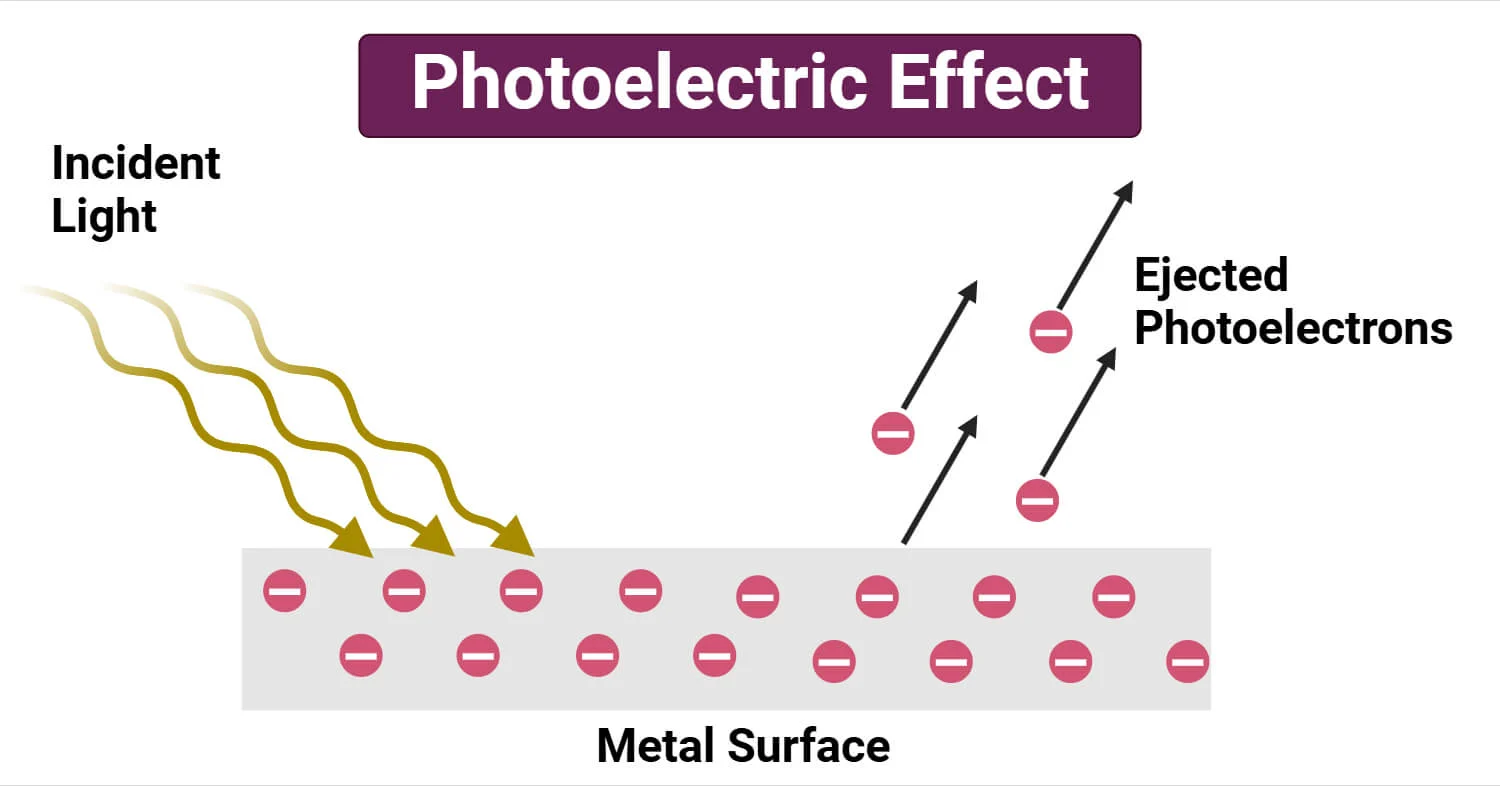 Photoelectric Effect
Incident
Light
Ejected
Photoelectrons
Metal Surface